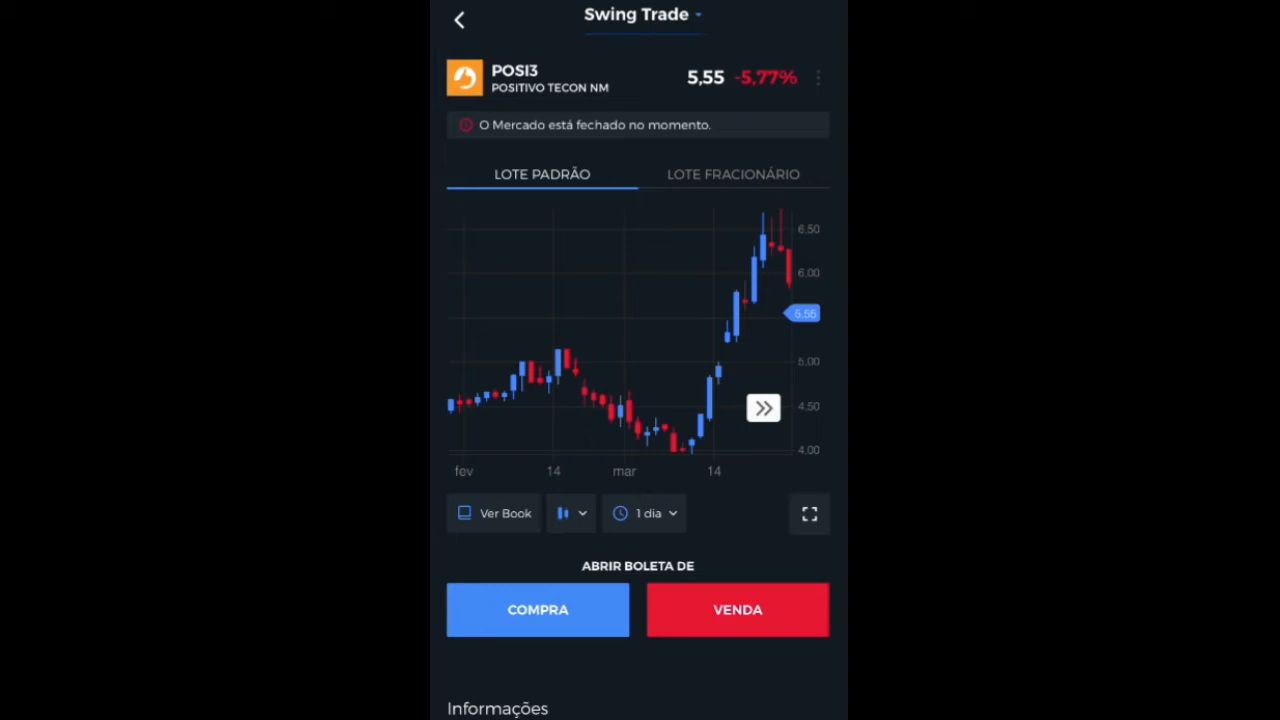 Swing Trade
POSI3
POSITIVO TECON NM
5,55 -5,77%
O Mercado está fechado no momento.
LOTE PADRÃO
LOTE FRACIONÁRIO
6,50
6,00
5,55
5,00
4,50
4,00
fev 14 mar 14
Ver Book
1 dia
ABRIR BOLETA DE
COMPRA
VENDA
Informações